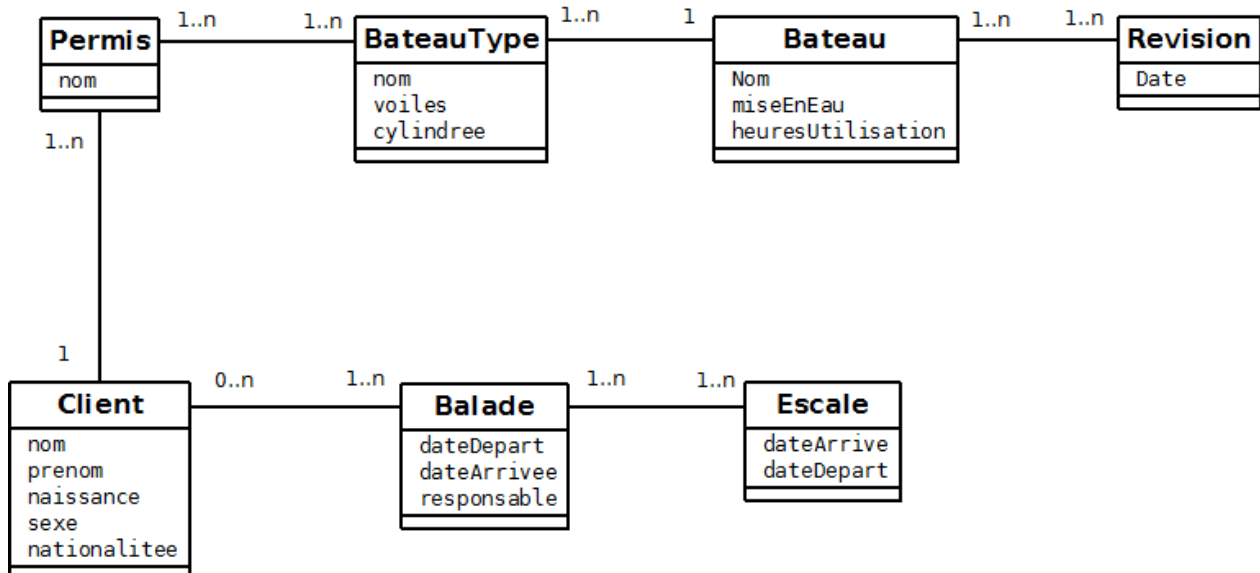 1..n 1..n 1..n 1 1..n 1..n
Permis BateauType Bateau Revision
nom
nom
voiles
cylindree
Nom
miseEnEau
heuresUtilisation
Date
1..n
1
0..n 1..n 1..n 1..n
Client Balade Escale
nom
prenom
naissance
sexe
nationalitee
dateDepart
dateArrivee
responsable
dateArrive
dateDepart